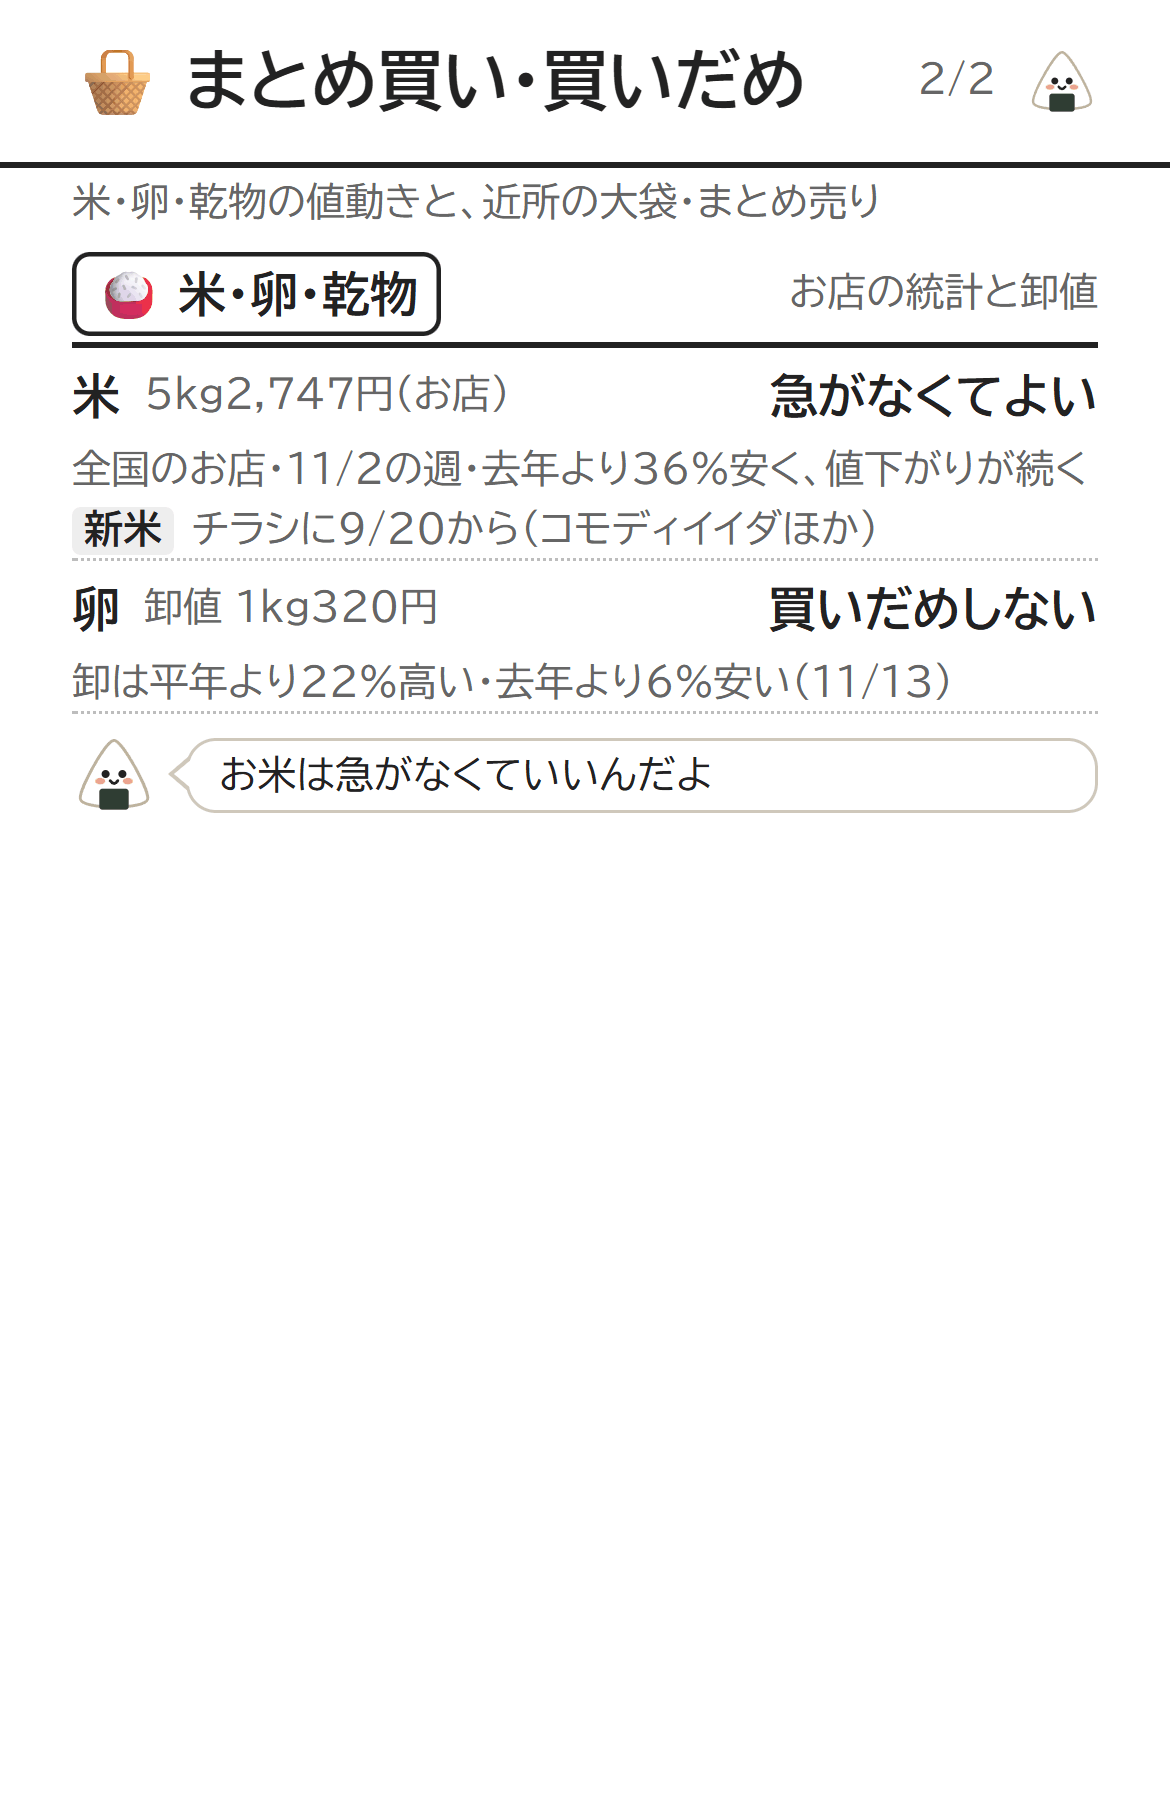 まとめ買い・買いだめ 2/2
米・卵・乾物の値動きと、近所の大袋・まとめ売り
米・卵・乾物 お店の統計と卸値
米 5kg2,747円(お店) 急がなくてよい
全国のお店・11/2の週・去年より36%安く、値下がりが続く
新米 チラシに9/20から(コモディイイダほか)
卵 卸値 1kg320円 買いだめしない
卸は平年より22%高い・去年より6%安い(11/13)
お米は急がなくていいんだよ